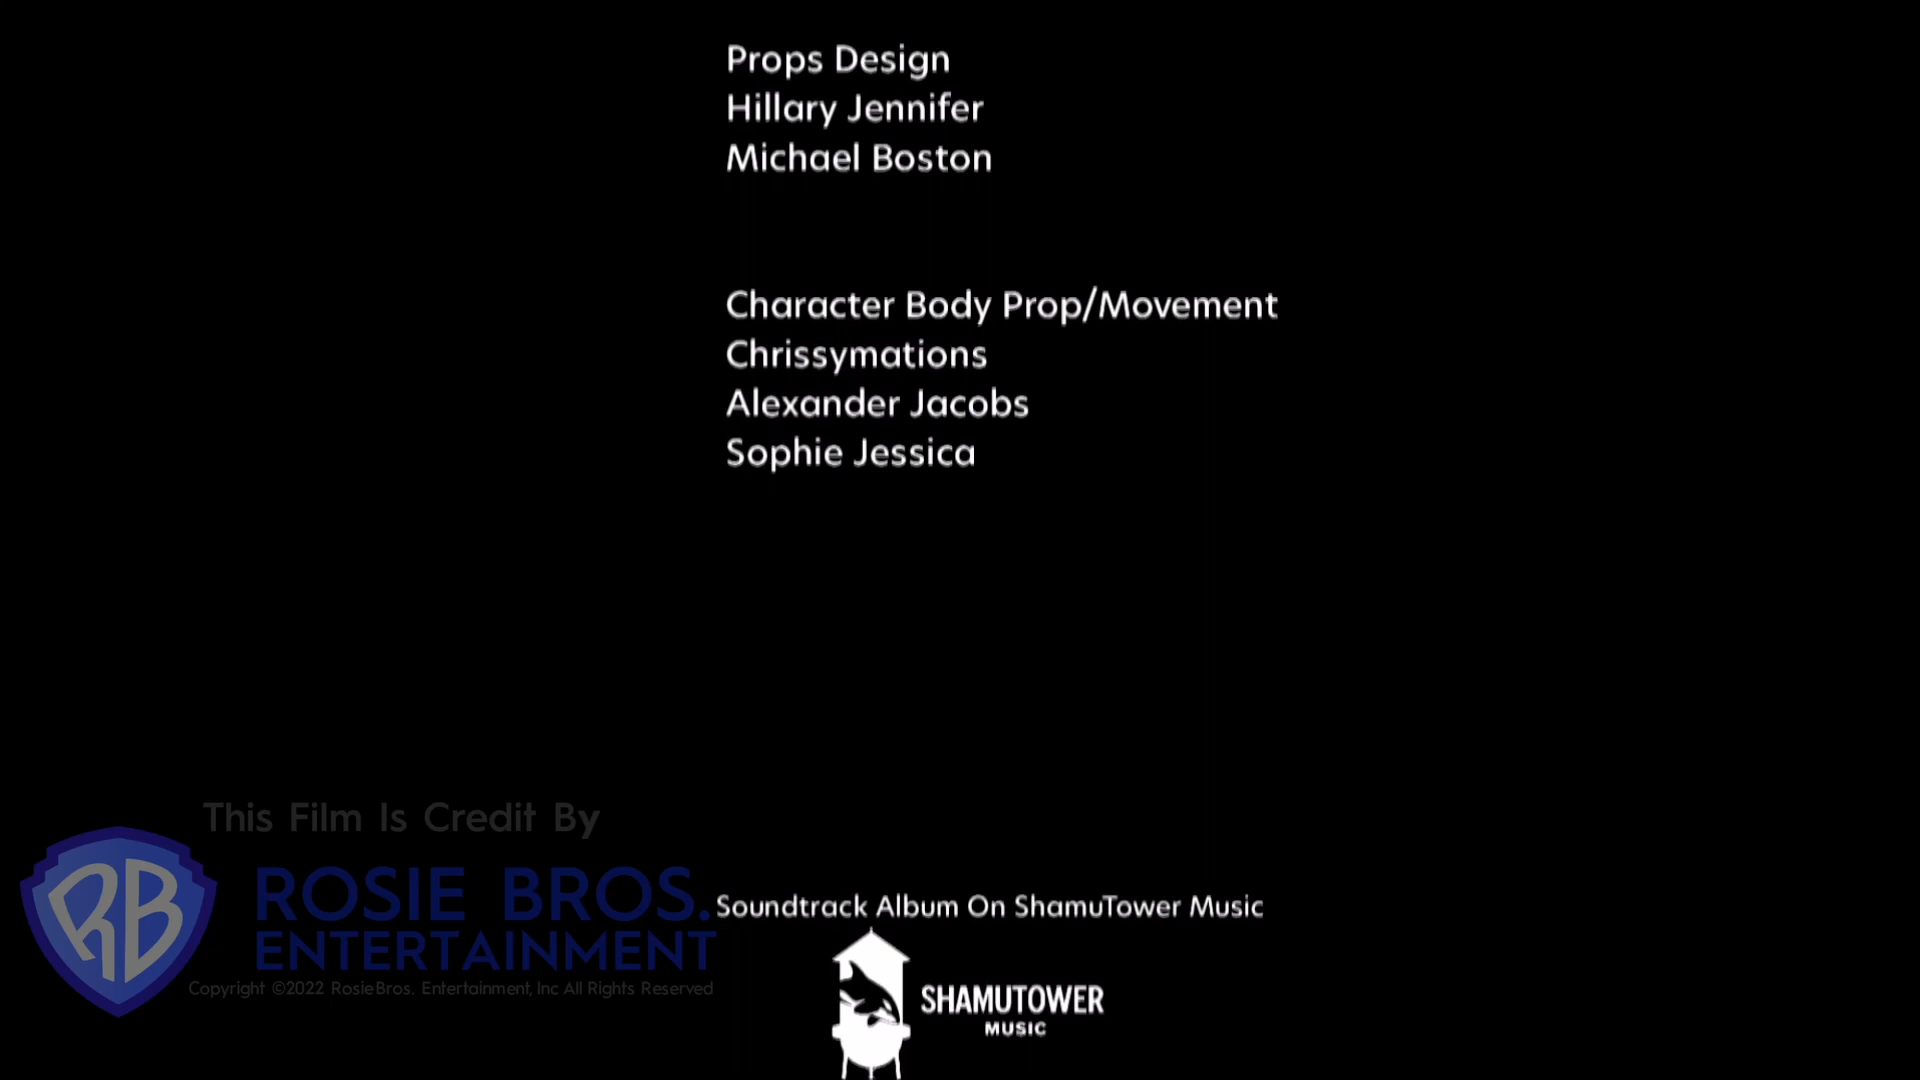 Props Design
Hillary Jennifer
Michael Boston
Character Body Prop/Movement
Chrissymations
Alexander Jacobs
Sophie Jessica
This Film Is Credit By
RB
ROSIE BROS.
ENTERTAINMENT
Copyright ©2022 RosieBros. Entertainment, Inc All Rights Reserved
Soundtrack Album On ShamuTower Music
SHAMUTOWER
MUSIC